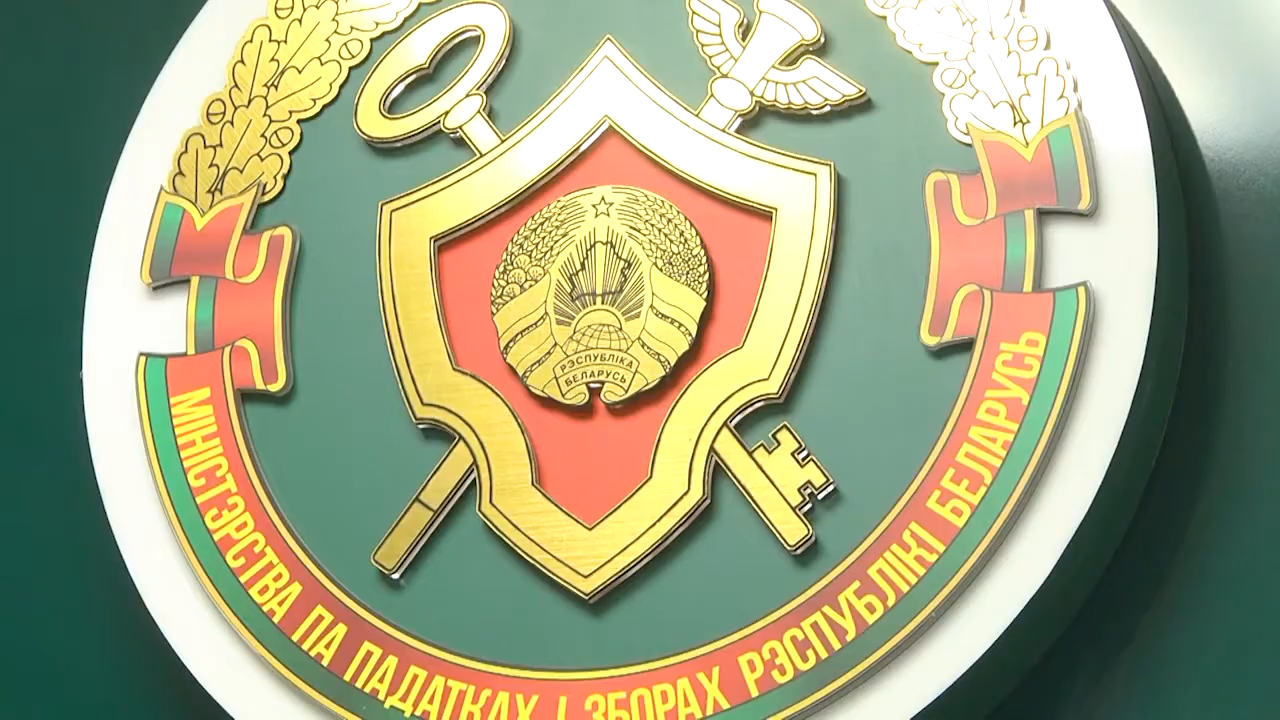 РЭСПУБЛІКА
БЕЛАРУСЬ
МІНІСТЭРСТВА ПА ПАДАТКАХ І ЗБОРАХ РЭСПУБЛІКІ БЕЛАРУСЬ